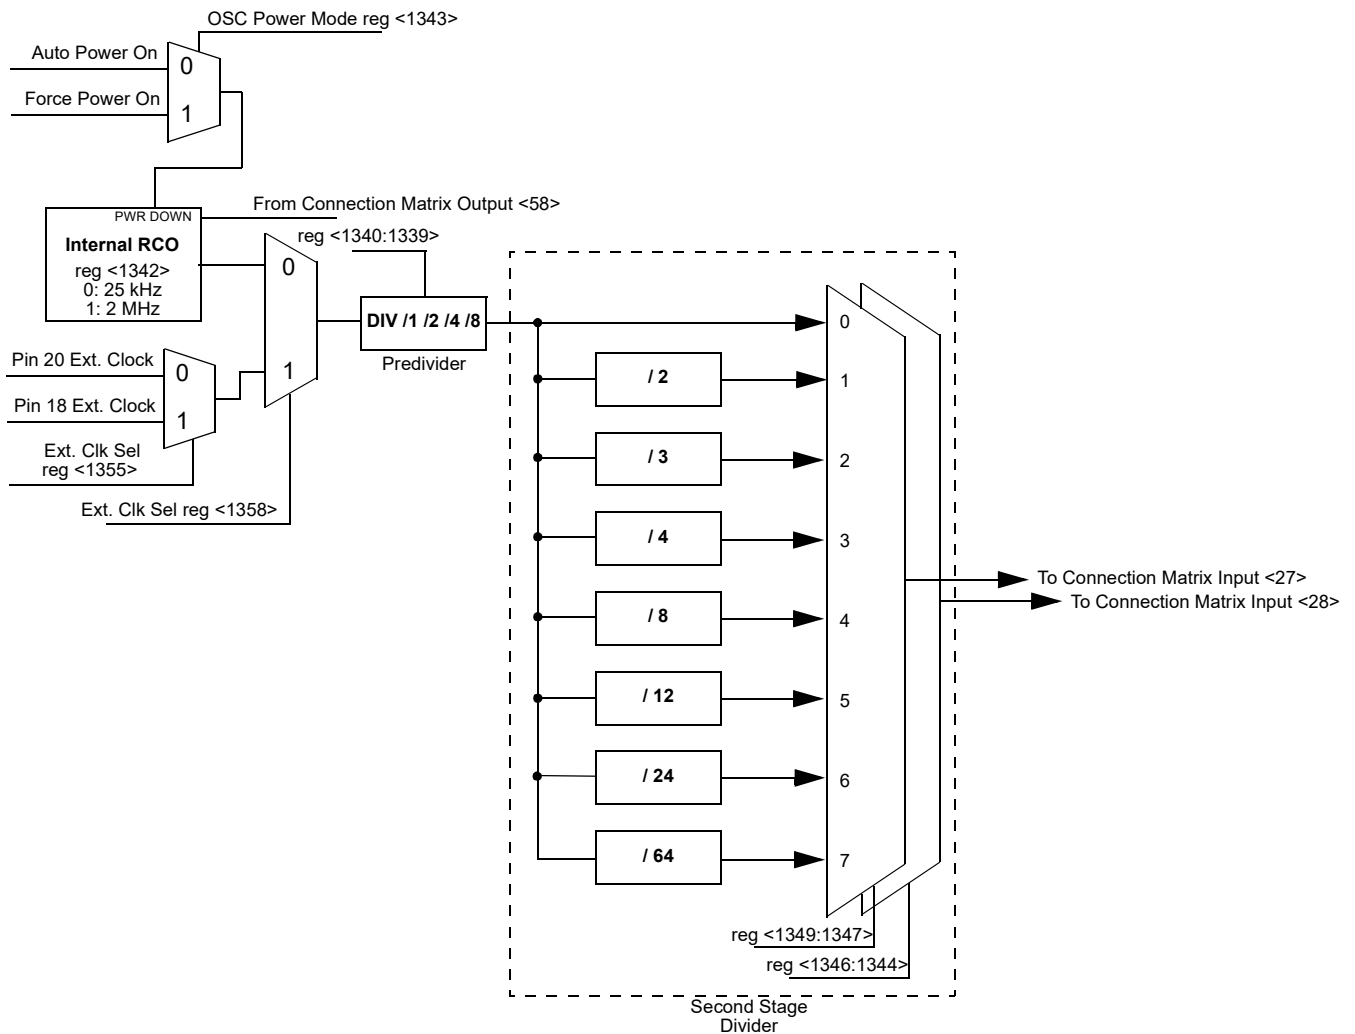 OSC Power Mode reg <1343>
Auto Power On
0
Force Power On
1
PWR DOWN
From Connection Matrix Output <58>
Internal RCO
reg <1342>
0: 25 kHz
1: 2 MHz
reg <1340:1339>
0
1
DIV /1 /2 /4 /8
Predivider
Pin 20 Ext. Clock
0
Pin 18 Ext. Clock
1
Ext. Clk Sel
reg <1355>
Ext. Clk Sel reg <1358>
0
/ 2
1
/ 3
2
/ 4
3
/ 8
4
/ 12
5
/ 24
6
/ 64
7
To Connection Matrix Input <27>
To Connection Matrix Input <28>
reg <1349:1347>
reg <1346:1344>
Second Stage
Divider